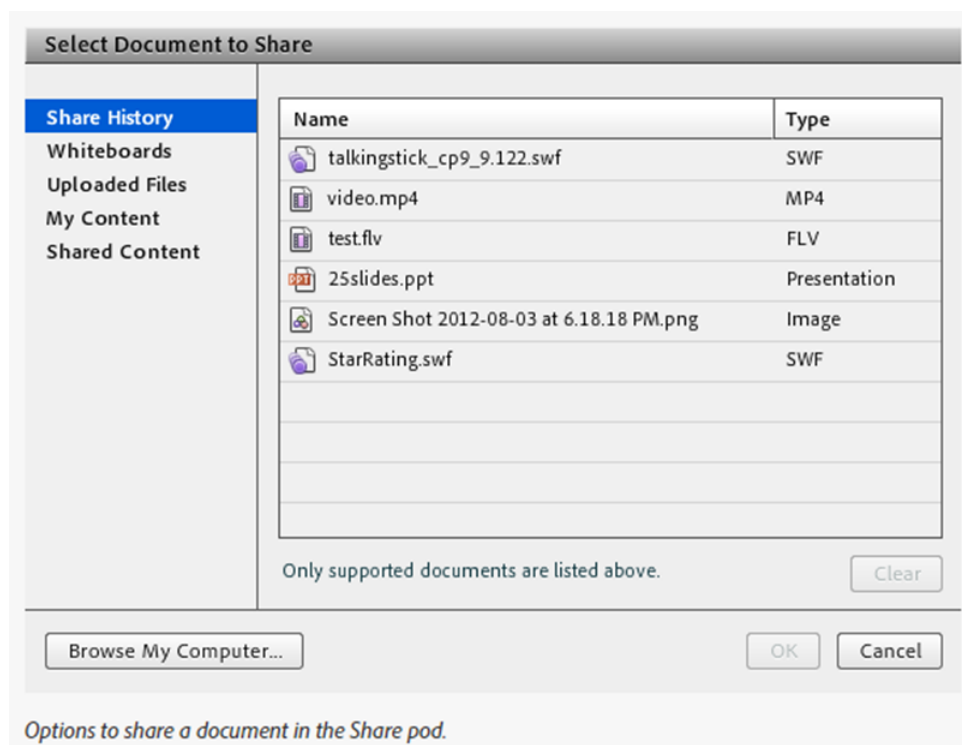 Select Document to Share
Share History
Whiteboards
Uploaded Files
My Content
Shared Content
Name Type
talkingstick_cp9_9.122.swf SWF
video.mp4 MP4
test.flv FLV
PPT 25slides.ppt Presentation
Screen Shot 2012-08-03 at 6.18.18 PM.png Image
StarRating.swf SWF
Only supported documents are listed above. Clear
Browse My Computer... OK Cancel
Options to share a document in the Share pod.